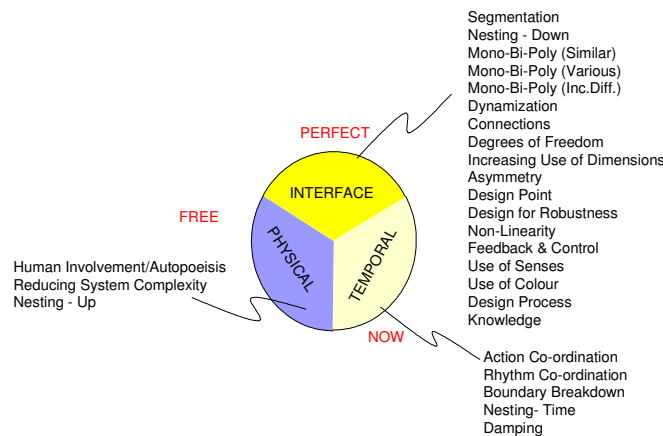 Segmentation
Nesting - Down
Mono-Bi-Poly (Similar)
Mono-Bi-Poly (Various)
Mono-Bi-Poly (Inc.Diff.)
Dynamization
Connections
Degrees of Freedom
Increasing Use of Dimensions
Asymmetry
Design Point
Design for Robustness
Non-Linearity
Feedback & Control
Use of Senses
Use of Colour
Design Process
Knowledge
PERFECT
INTERFACE
FREE
PHYSICAL
TEMPORAL
Human Involvement/Autopoeisis
Reducing System Complexity
Nesting - Up
NOW
Action Co-ordination
Rhythm Co-ordination
Boundary Breakdown
Nesting- Time
Damping